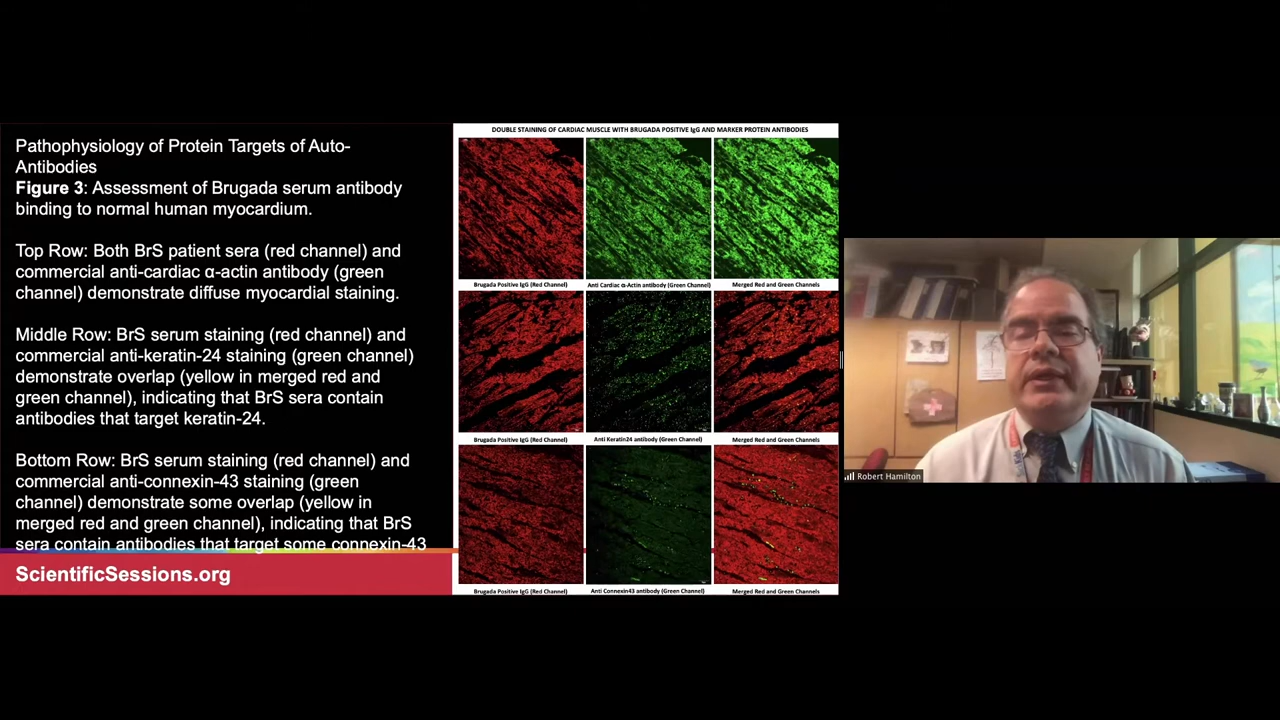 Pathophysiology of Protein Targets of Auto-
Antibodies
Figure 3: Assessment of Brugada serum antibody
binding to normal human myocardium.
Top Row: Both BrS patient sera (red channel) and
commercial anti-cardiac α-actin antibody (green
channel) demonstrate diffuse myocardial staining.
Middle Row: BrS serum staining (red channel) and
commercial anti-keratin-24 staining (green channel)
demonstrate overlap (yellow in merged red and
green channel), indicating that BrS sera contain
antibodies that target keratin-24.
Bottom Row: BrS serum staining (red channel) and
commercial anti-connexin-43 staining (green
channel) demonstrate some overlap (yellow in
merged red and green channel), indicating that BrS
sera contain antibodies that target some connexin-43
ScientificSessions.org
DOUBLE STAINING OF CARDIAC MUSCLE WITH BRUGADA POSITIVE IgG AND MARKER PROTEIN ANTIBODIES
Brugada Positive IgG (Red Channel)
Anti Cardiac α-Actin antibody (Green Channel)
Merged Red and Green Channels
Brugada Positive IgG (Red Channel)
Anti Keratin24 antibody (Green Channel)
Merged Red and Green Channels
Brugada Positive IgG (Red Channel)
Anti Connexin43 antibody (Green Channel)
Merged Red and Green Channels
Robert Hamilton